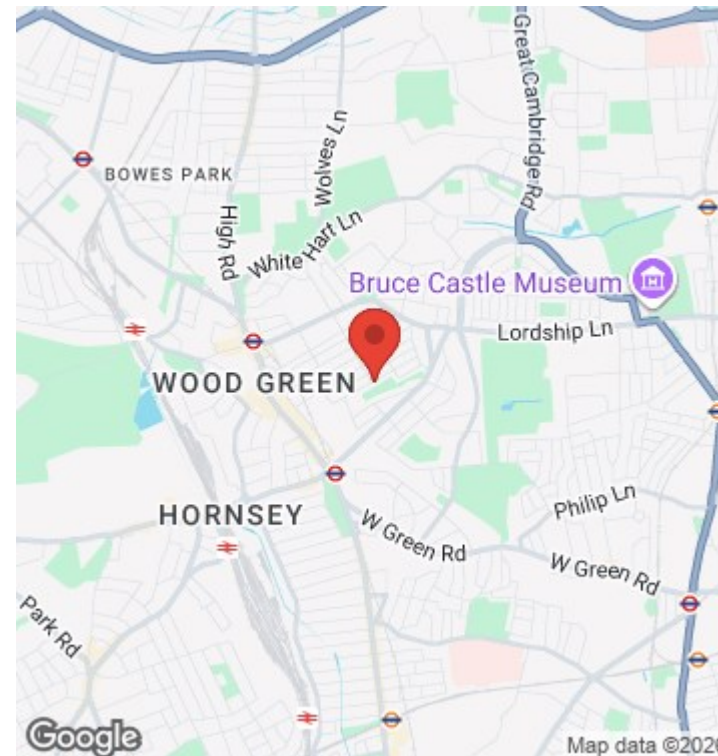 Great Cambridge Rd
Wolves Ln
BOWES PARK
High Rd
White Hart Ln
Bruce Castle Museum
Lordship Ln
WOOD GREEN
Philip Ln
HORNSEY
W Green Rd
W Green Rd
Park Rd
Google
Map data ©2026